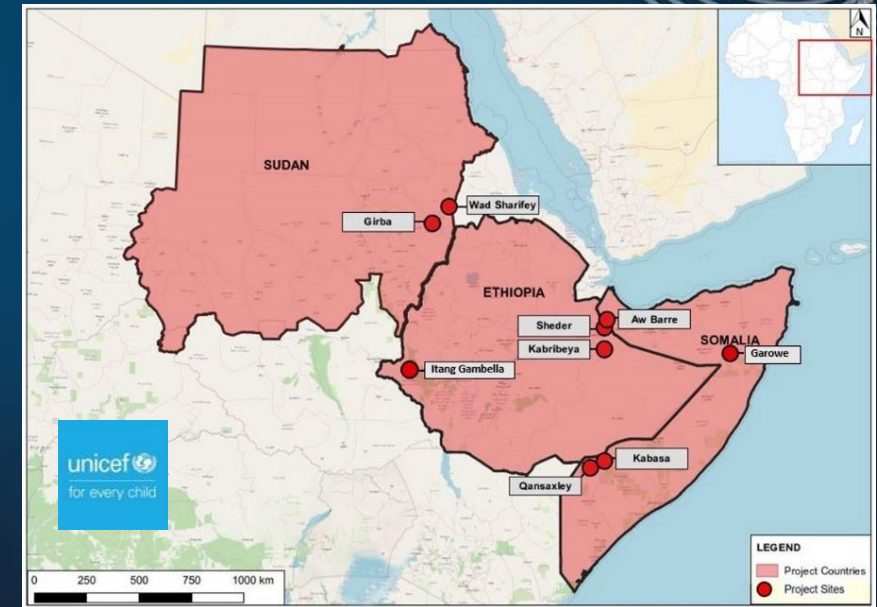 N
SUDAN
Wad Sharifey
Girba
ETHIOPIA
Aw Barre
Sheder
SOMALIA
Kabribeya
Garowe
Itang Gambella
unicef
for every child
Kabasa
Qansaxley
LEGEND
Project Countries
Project Sites
0 250 500 750 1000 km